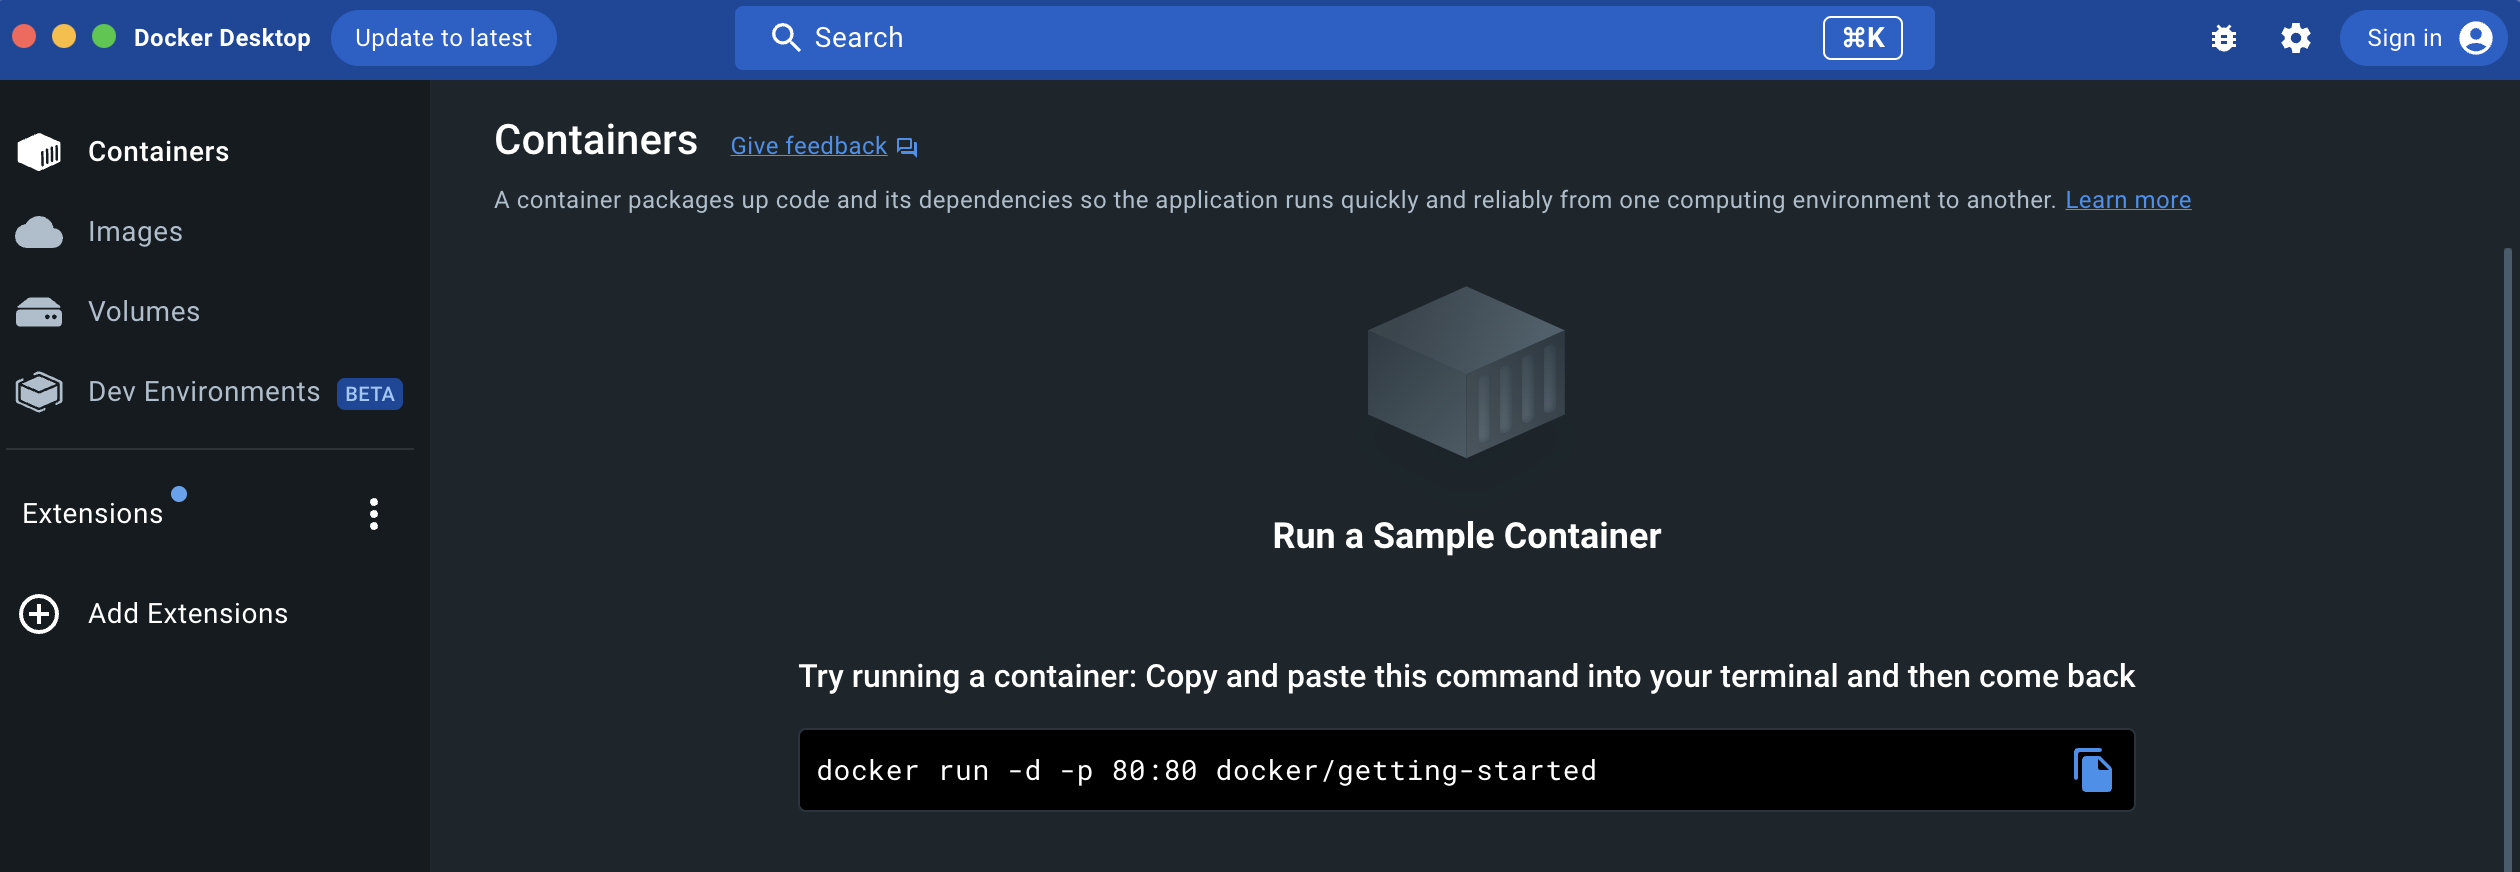 Docker Desktop Update to latest Search ⌘K Sign in
Containers
Images
Volumes
Dev Environments BETA
Extensions
Add Extensions
Containers Give feedback
A container packages up code and its dependencies so the application runs quickly and reliably from one computing environment to another. Learn more
Run a Sample Container
Try running a container: Copy and paste this command into your terminal and then come back
docker run -d -p 80:80 docker/getting-started